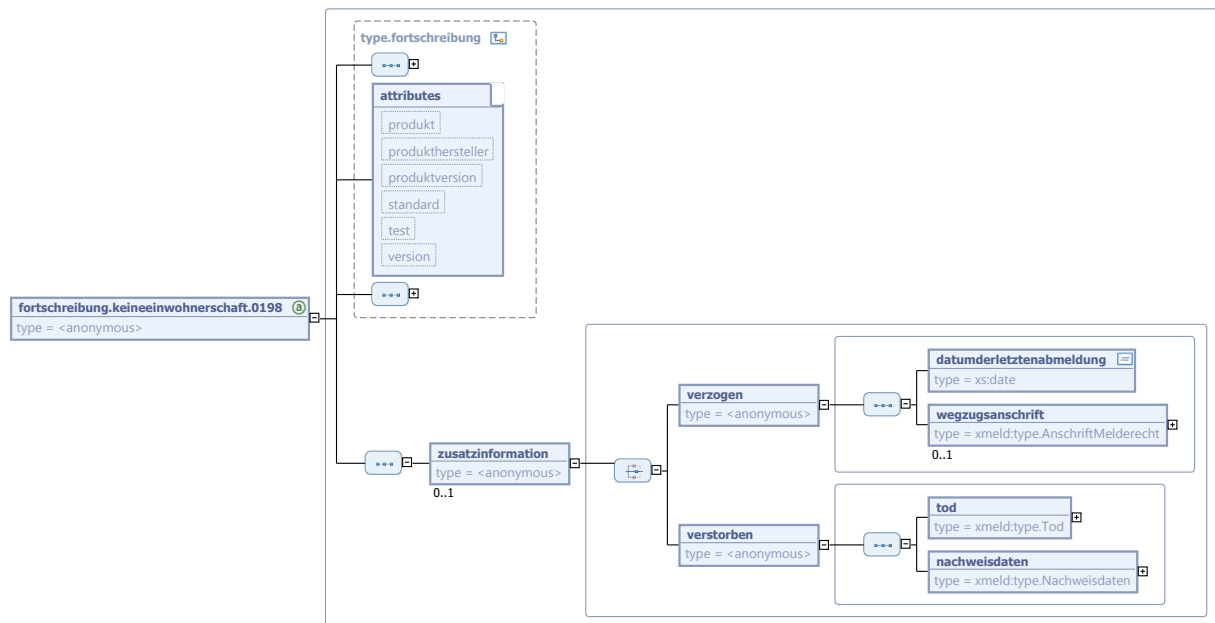 type.fortschreibung
attributes
produkt
produkthersteller
produktversion
standard
test
version
fortschreibung.keineeinwohnerschaft.0198
type = <anonymous>
zusatzinformation
type = <anonymous>
0..1
verzogen
type = <anonymous>
datumderletztenabmeldung
type = xs:date
wegzugsanschrift
type = xmeld:type.AnschriftMelderecht
0..1
verstorben
type = <anonymous>
tod
type = xmeld:type.Tod
nachweisdaten
type = xmeld:type.Nachweisdaten